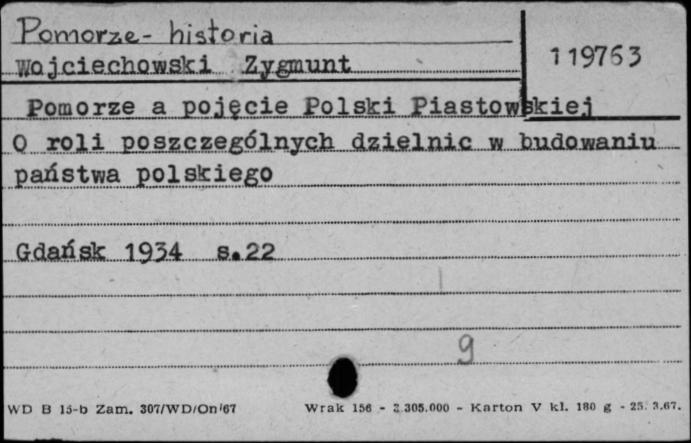 Pomorze - historia
119763
Wojciechowski Zygmunt
Pomorze a pojęcie Polski Piastowskiej
O roli poszczególnych dzielnic w budowaniu
państwa polskiego
Gdańsk 1934 s.22
9
WD B 15-b Zam. 307/WD/On/67 Wrak 156 - 2.305.000 - Karton V kl. 180 g - 25. 3.67.